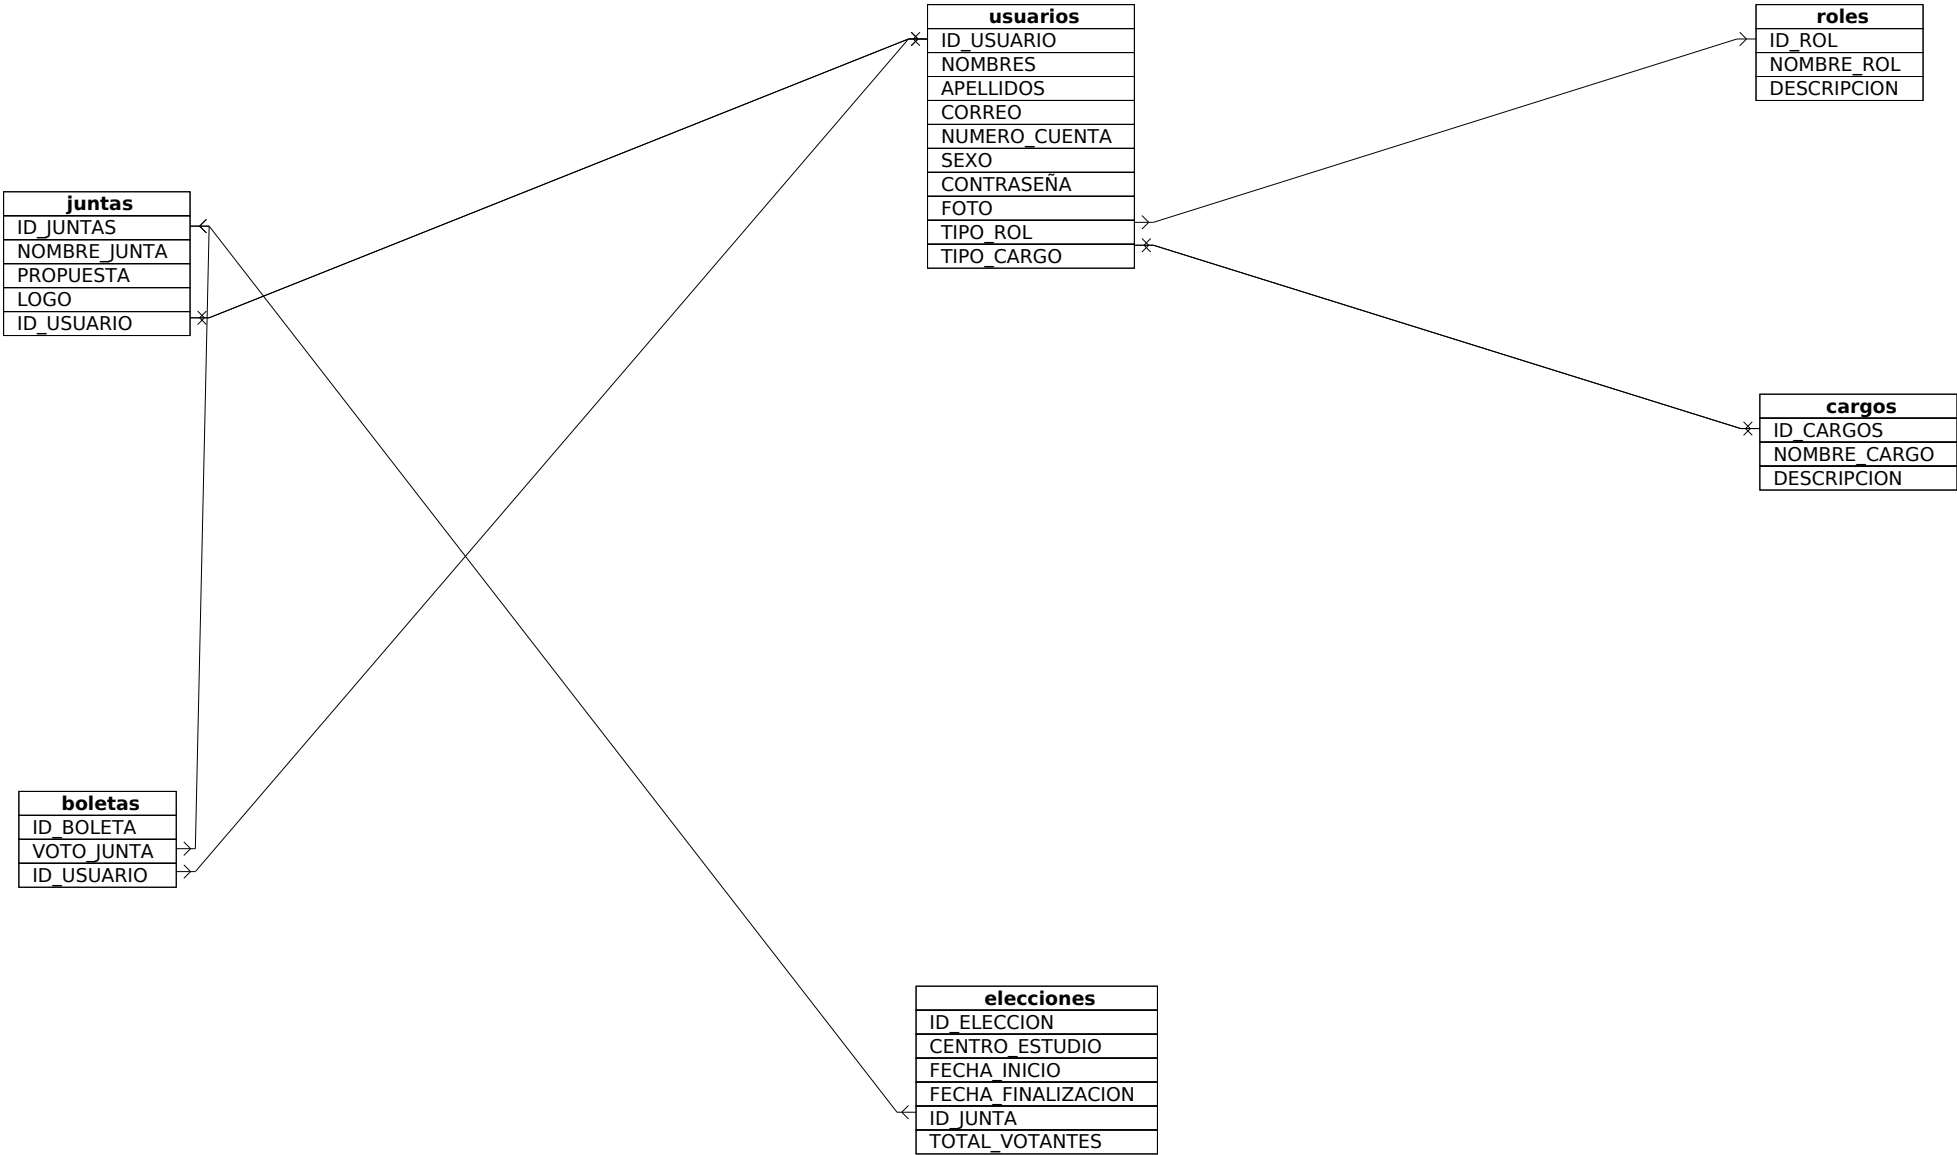 usuarios
ID_USUARIO
NOMBRES
APELLIDOS
CORREO
NUMERO_CUENTA
SEXO
CONTRASEÑA
FOTO
TIPO_ROL
TIPO_CARGO
roles
ID_ROL
NOMBRE_ROL
DESCRIPCION
juntas
ID_JUNTAS
NOMBRE_JUNTA
PROPUESTA
LOGO
ID_USUARIO
cargos
ID_CARGOS
NOMBRE_CARGO
DESCRIPCION
boletas
ID_BOLETA
VOTO_JUNTA
ID_USUARIO
elecciones
ID_ELECCION
CENTRO_ESTUDIO
FECHA_INICIO
FECHA_FINALIZACION
ID_JUNTA
TOTAL_VOTANTES